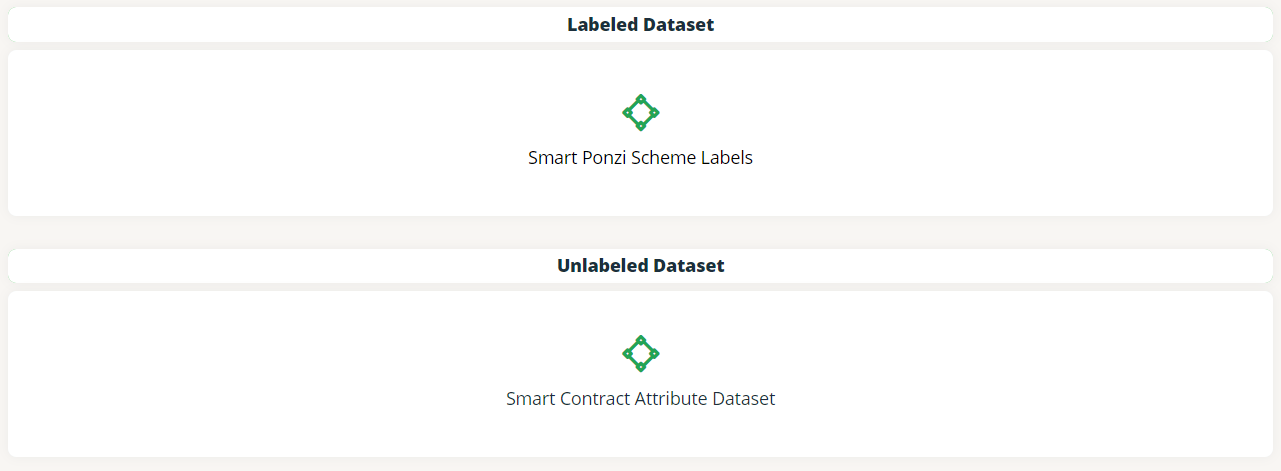 Labeled Dataset
Smart Ponzi Scheme Labels
Unlabeled Dataset
Smart Contract Attribute Dataset